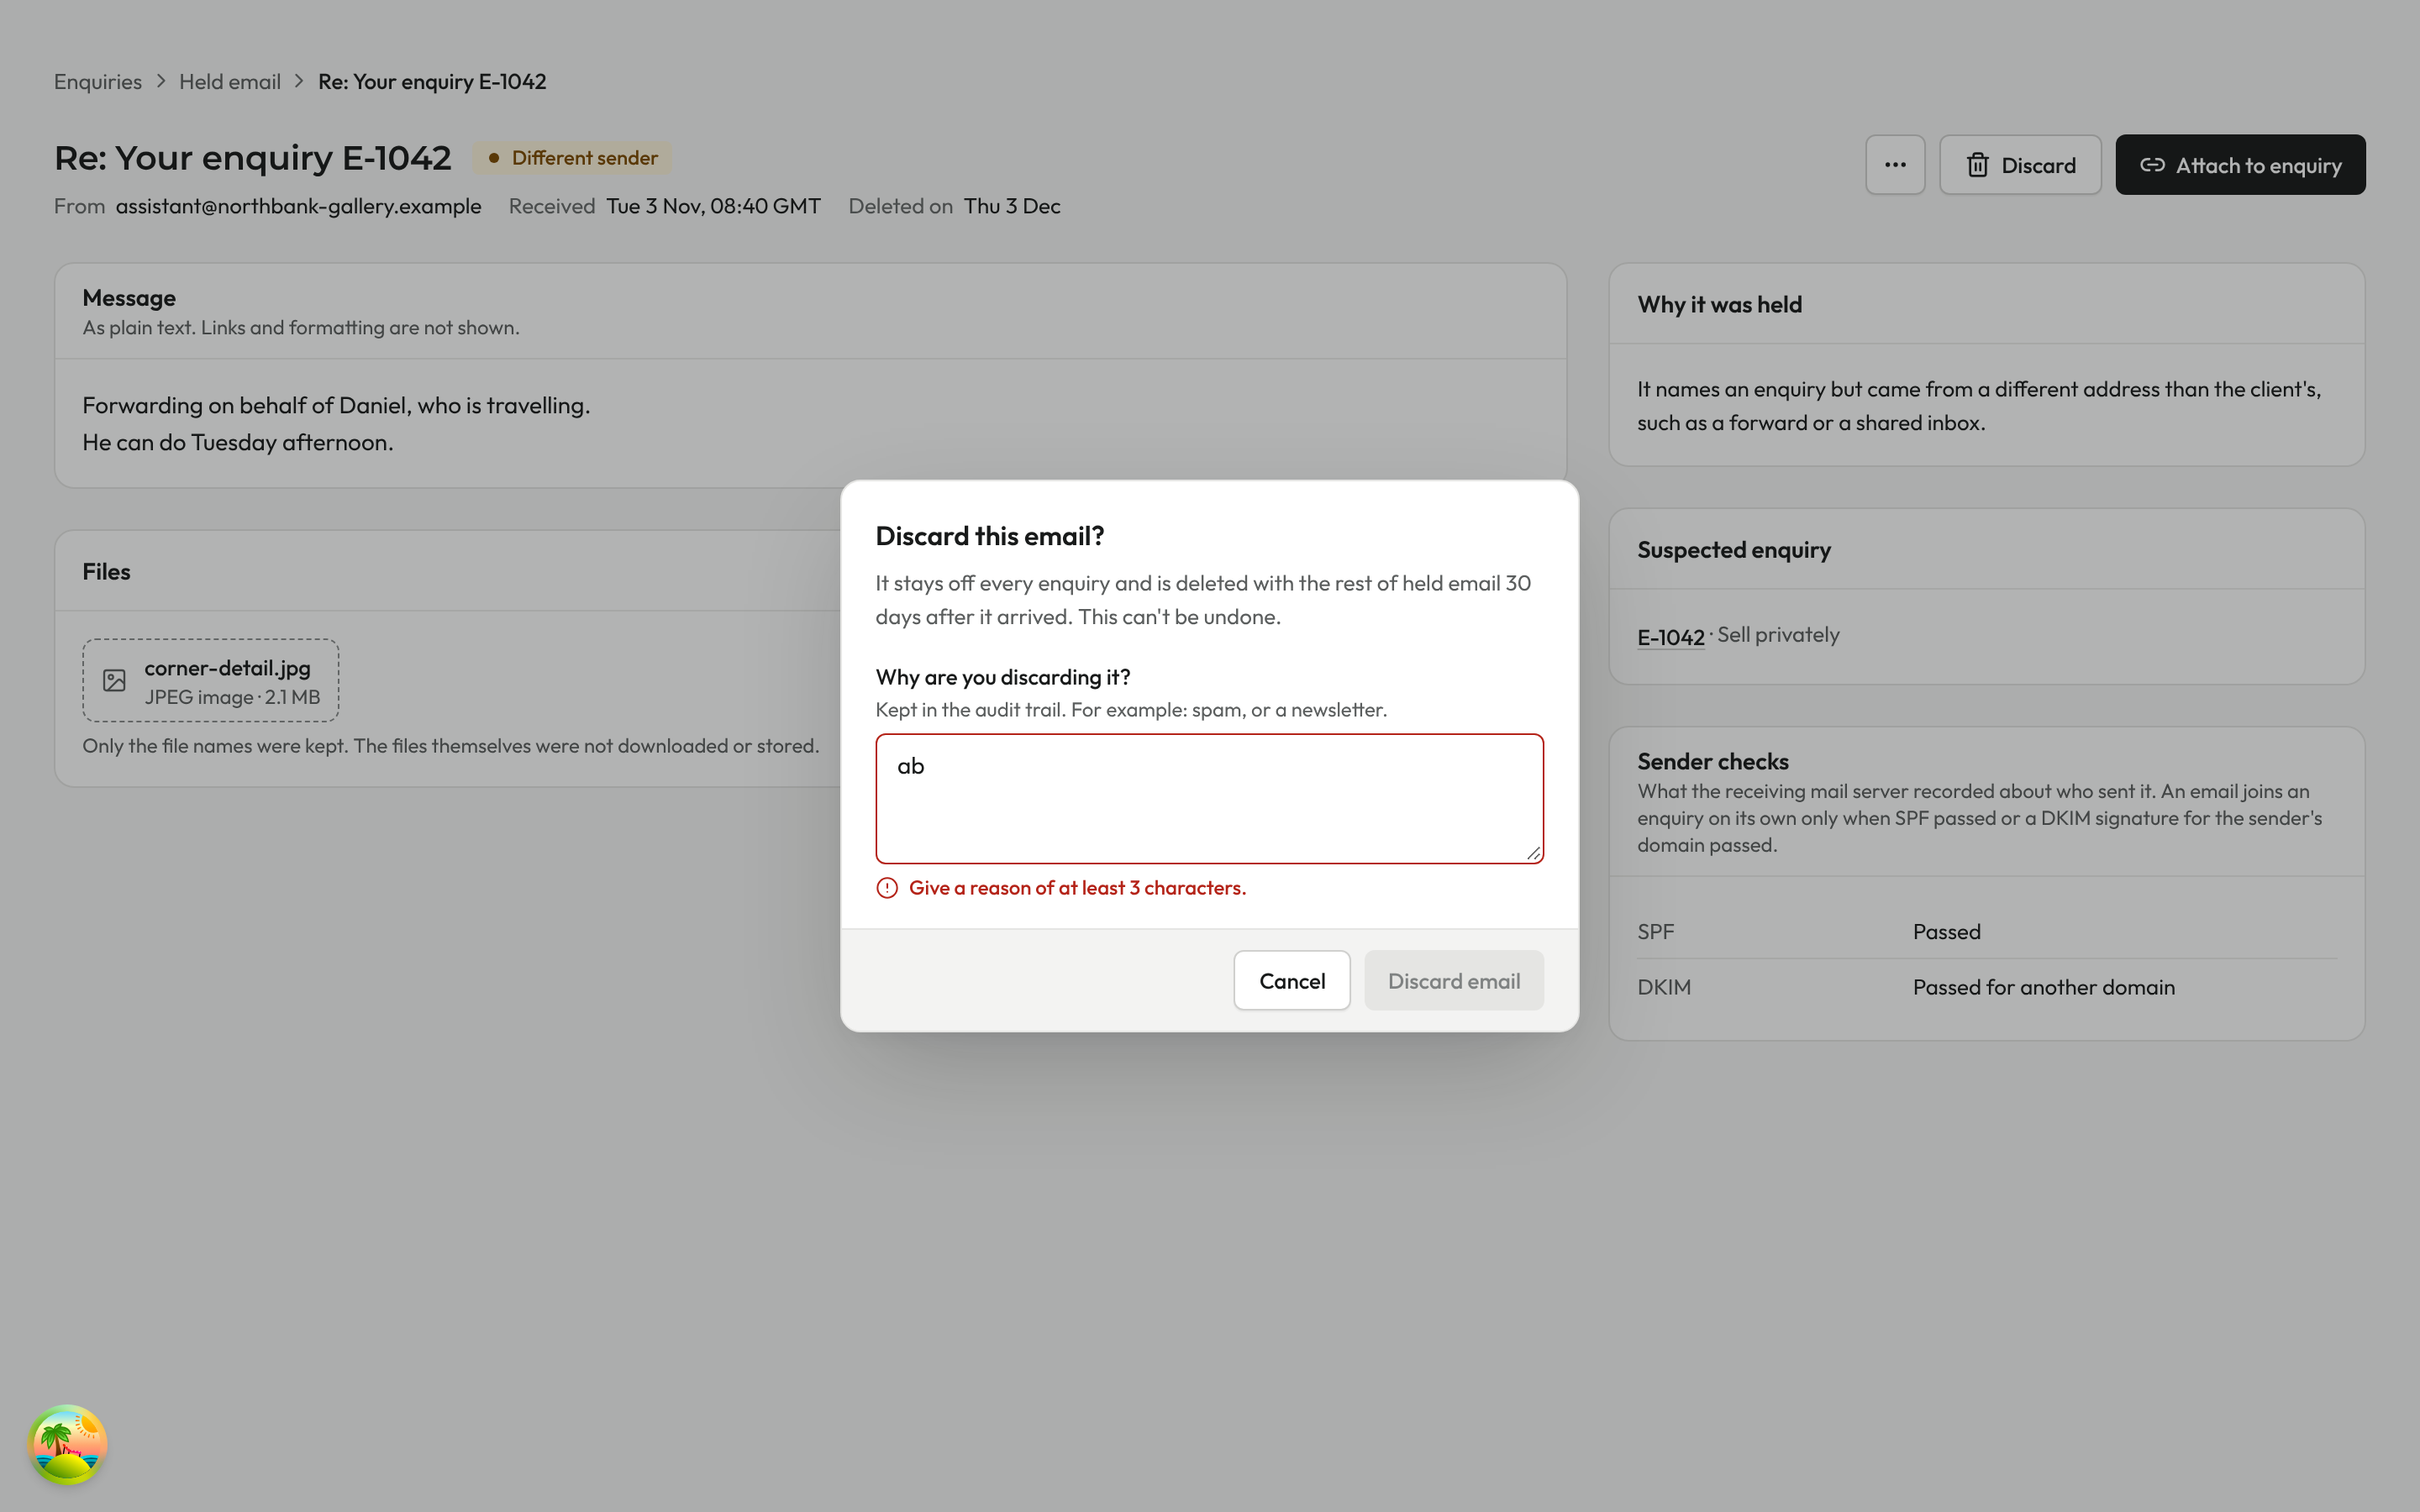 Enquiries > Held email > Re: Your enquiry E-1042
Re: Your enquiry E-1042
Different sender
From assistant@northbank-gallery.example Received Tue 3 Nov, 08:40 GMT Deleted on Thu 3 Dec
Discard
Attach to enquiry
Message
As plain text. Links and formatting are not shown.
Forwarding on behalf of Daniel, who is travelling.
He can do Tuesday afternoon.
Files
corner-detail.jpg
JPEG image · 2.1 MB
Only the file names were kept. The files themselves were not downloaded or stored.
Discard this email?
It stays off every enquiry and is deleted with the rest of held email 30
days after it arrived. This can't be undone.
Why are you discarding it?
Kept in the audit trail. For example: spam, or a newsletter.
ab
Give a reason of at least 3 characters.
Cancel
Discard email
Why it was held
It names an enquiry but came from a different address than the client's,
such as a forward or a shared inbox.
Suspected enquiry
E-1042 · Sell privately
Sender checks
What the receiving mail server recorded about who sent it. An email joins an
enquiry on its own only when SPF passed or a DKIM signature for the sender's
domain passed.
SPF Passed
DKIM Passed for another domain